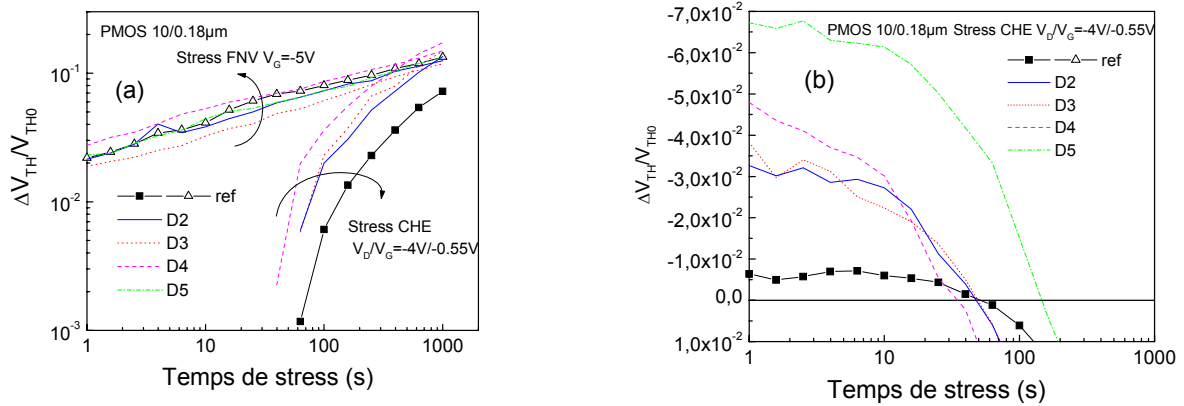 PMOS 10/0.18µm
Stress FNV V_G=-5V
(a)
10^-1
10^-2
10^-3
ΔV_TH/V_TH0
ref
D2
D3
D4
D5
Stress CHE
V_D/V_G=-4V/-0.55V
1 10 100 1000
Temps de stress (s)
-7,0x10^-2
-6,0x10^-2
-5,0x10^-2
-4,0x10^-2
-3,0x10^-2
-2,0x10^-2
-1,0x10^-2
0,0
1,0x10^-2
ΔV_TH/V_TH0
PMOS 10/0.18µm Stress CHE V_D/V_G=-4V/-0.55V
(b)
ref
D2
D3
D4
D5
1 10 100 1000
Temps de stress (s)